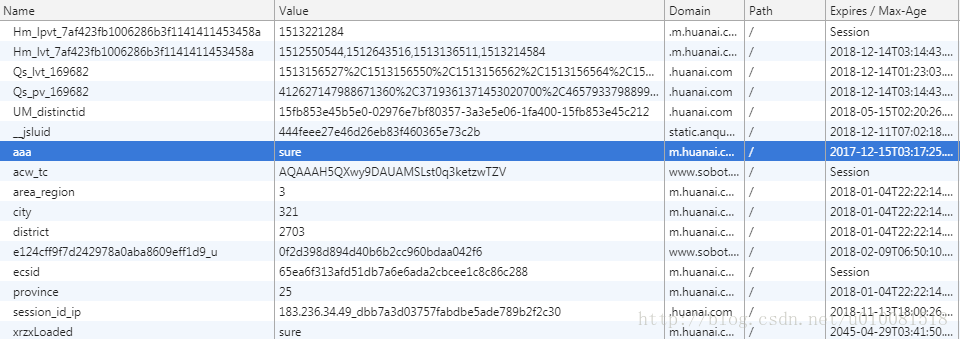 Name Value Domain Path Expires / Max-Age
Hm_lpvt_7af423fb1006286b3f1141411453458a 1513221284 .m.huanai.c... / Session
Hm_lvt_7af423fb1006286b3f1141411453458a 1512550544,1512643516,1513136511,1513214584 .m.huanai.c... / 2018-12-14T03:14:43....
Qs_lvt_169682 1513156527%2C1513156550%2C1513156562%2C1513156564%2C15... .huanai.com / 2018-12-14T01:23:03....
Qs_pv_169682 412627147988671360%2C3719361371453020700%2C4657933798899... .huanai.com / 2018-12-14T03:14:43....
UM_distinctid 15fb853e45b5e0-02976e7bf80357-3a3e5e06-1fa400-15fb853e45c212 .huanai.com / 2018-05-15T02:20:26....
__jsluid 444feee27e46d26eb83f460365e73c2b static.anqu... / 2018-12-11T07:02:18....
aaa sure m.huanai.c... / 2017-12-15T03:17:25....
acw_tc AQAAAH5QXwy9DAUAMSLst0q3ketzwTZV www.sobot.... / Session
area_region 3 m.huanai.c... / 2018-01-04T22:22:14....
city 321 m.huanai.c... / 2018-01-04T22:22:14....
district 2703 m.huanai.c... / 2018-01-04T22:22:14....
e124cff9f7d242978a0aba8609eff1d9_u 0f2d398d894d40b6b2cc960bdaa042f6 www.sobot.... / 2018-02-09T06:50:10....
ecsid 65ea6f313afd51db7a6e6ada2cbcee1c8c86c288 m.huanai.c... / Session
province 25 m.huanai.c... / 2018-01-04T22:22:14....
session_id_ip 183.236.34.49_dbb7a3d03757fabdbe5ade789b2f2c30 .huanai.com / 2018-11-13T18:00:26....
xrzxLoaded sure m.huanai.c... / 2045-04-29T03:41:50....
http://blog.csdn.net/u010081518